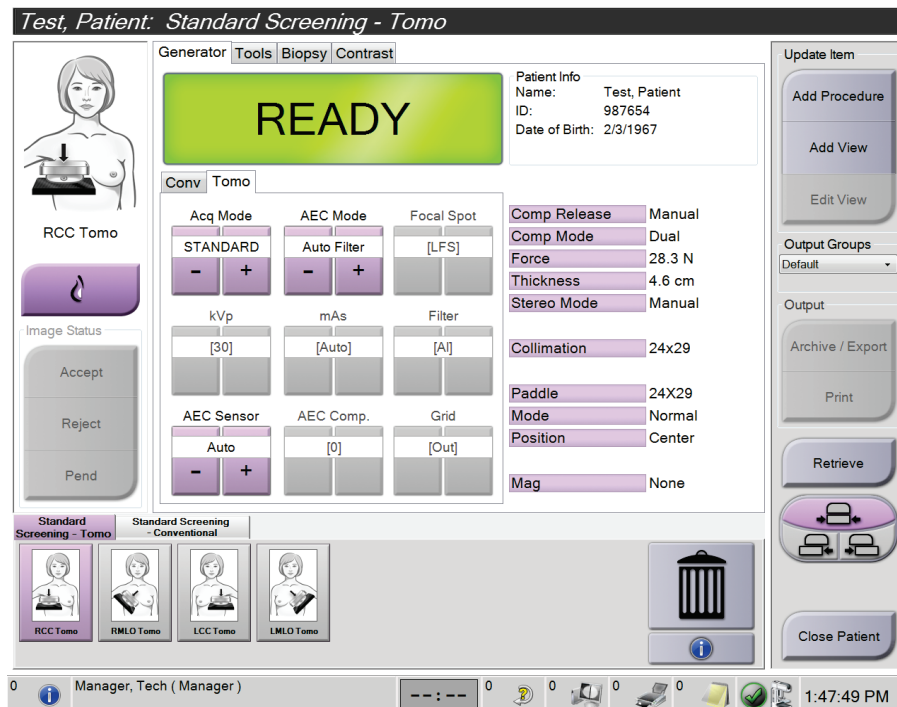 Test, Patient:  Standard Screening - Tomo
Generator Tools Biopsy Contrast
READY
Patient Info
Name: Test, Patient
ID: 987654
Date of Birth: 2/3/1967
RCC Tomo
Image Status
Accept
Reject
Pend
Conv Tomo
Acq Mode AEC Mode Focal Spot
STANDARD Auto Filter [LFS]
- + - +
kVp mAs Filter
[30] [Auto] [Al]
AEC Sensor AEC Comp. Grid
Auto [0] [Out]
- +
Comp Release Manual
Comp Mode Dual
Force 28.3 N
Thickness 4.6 cm
Stereo Mode Manual
Collimation 24x29
Paddle 24X29
Mode Normal
Position Center
Mag None
Update Item
Add Procedure
Add View
Edit View
Output Groups
Default
Output
Archive / Export
Print
Retrieve
Close Patient
Standard
Screening - Tomo
Standard Screening
- Conventional
RCC Tomo RMLO Tomo LCC Tomo LMLO Tomo
0 Manager, Tech ( Manager ) --:-- 0 0 0 0 1:47:49 PM